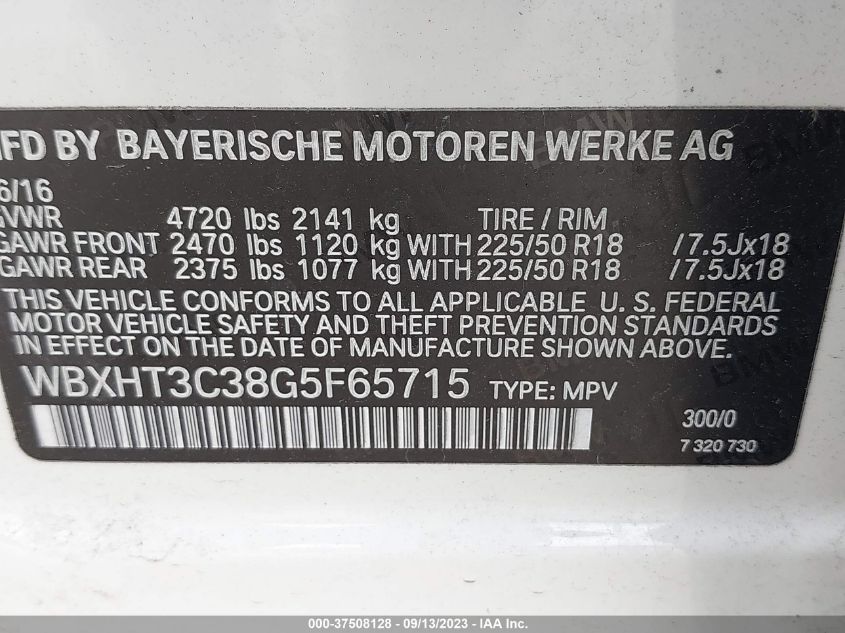 MFD BY BAYERISCHE MOTOREN WERKE AG
6/16
GVWR 4720 lbs 2141 kg TIRE / RIM
GAWR FRONT 2470 lbs 1120 kg WITH 225/50 R18 /7.5Jx18
GAWR REAR 2375 lbs 1077 kg WITH 225/50 R18 /7.5Jx18
THIS VEHICLE CONFORMS TO ALL APPLICABLE U. S. FEDERAL
MOTOR VEHICLE SAFETY AND THEFT PREVENTION STANDARDS
IN EFFECT ON THE DATE OF MANUFACTURE SHOWN ABOVE.
WBXHT3C38G5F65715 TYPE: MPV
300/0
7 320 730
000-37508128 - 09/13/2023 - IAA Inc.